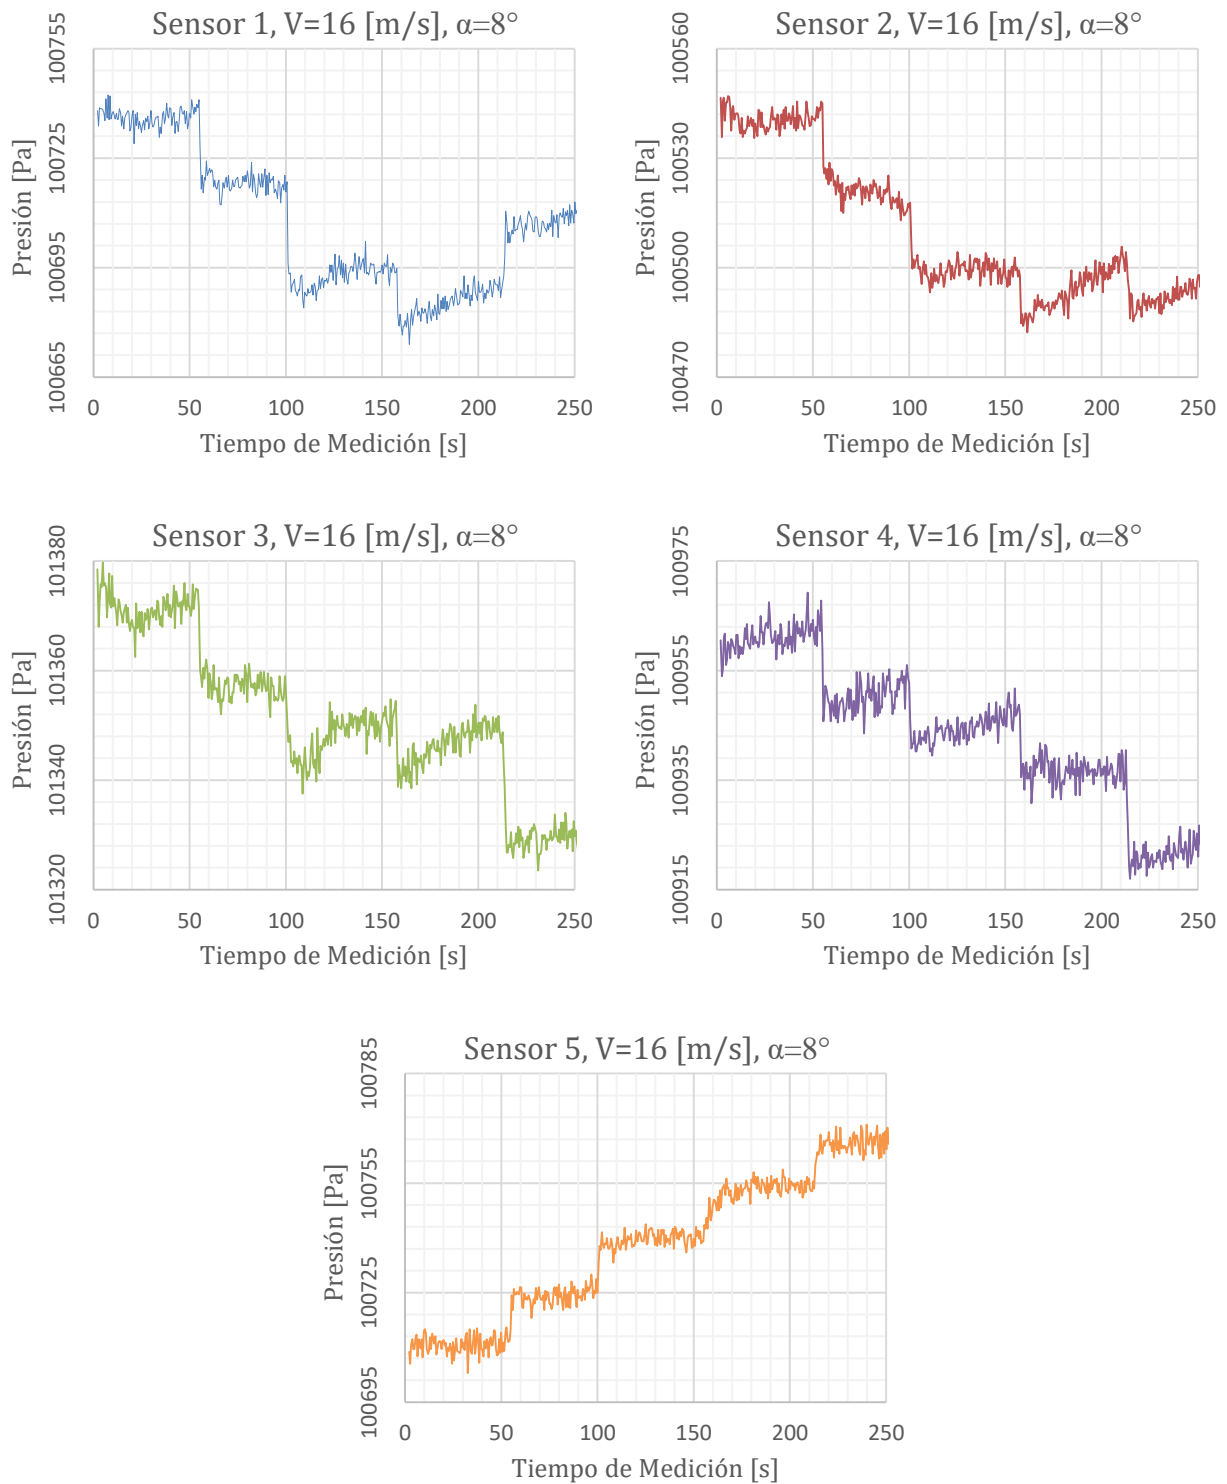 Sensor 1, V=16 [m/s], α=8°
Presión [Pa]
100755
100725
100695
100665
0 50 100 150 200 250
Tiempo de Medición [s]
Sensor 2, V=16 [m/s], α=8°
Presión [Pa]
100560
100530
100500
100470
0 50 100 150 200 250
Tiempo de Medición [s]
Sensor 3, V=16 [m/s], α=8°
Presión [Pa]
101380
101360
101340
101320
0 50 100 150 200 250
Tiempo de Medición [s]
Sensor 4, V=16 [m/s], α=8°
Presión [Pa]
100975
100955
100935
100915
0 50 100 150 200 250
Tiempo de Medición [s]
Sensor 5, V=16 [m/s], α=8°
Presión [Pa]
100785
100755
100725
100695
0 50 100 150 200 250
Tiempo de Medición [s]